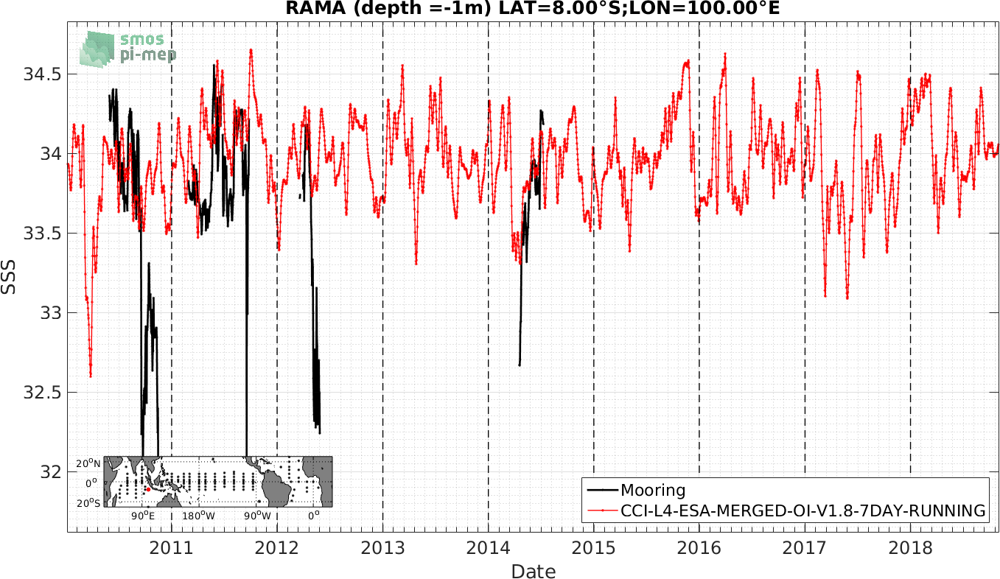 RAMA (depth =-1m) LAT=8.00°S;LON=100.00°E
smos
pi-mep
34.5
34
33.5
33
32.5
32
SSS
20°N
0°
20°S
90°E 180°W 90°W 0°
Mooring
CCI-L4-ESA-MERGED-OI-V1.8-7DAY-RUNNING
2011 2012 2013 2014 2015 2016 2017 2018
Date